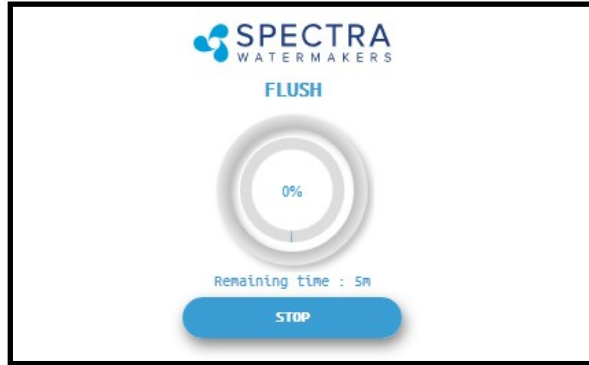 SPECTRA
WATERMAKERS
FLUSH
0%
Remaining time : 5m
STOP